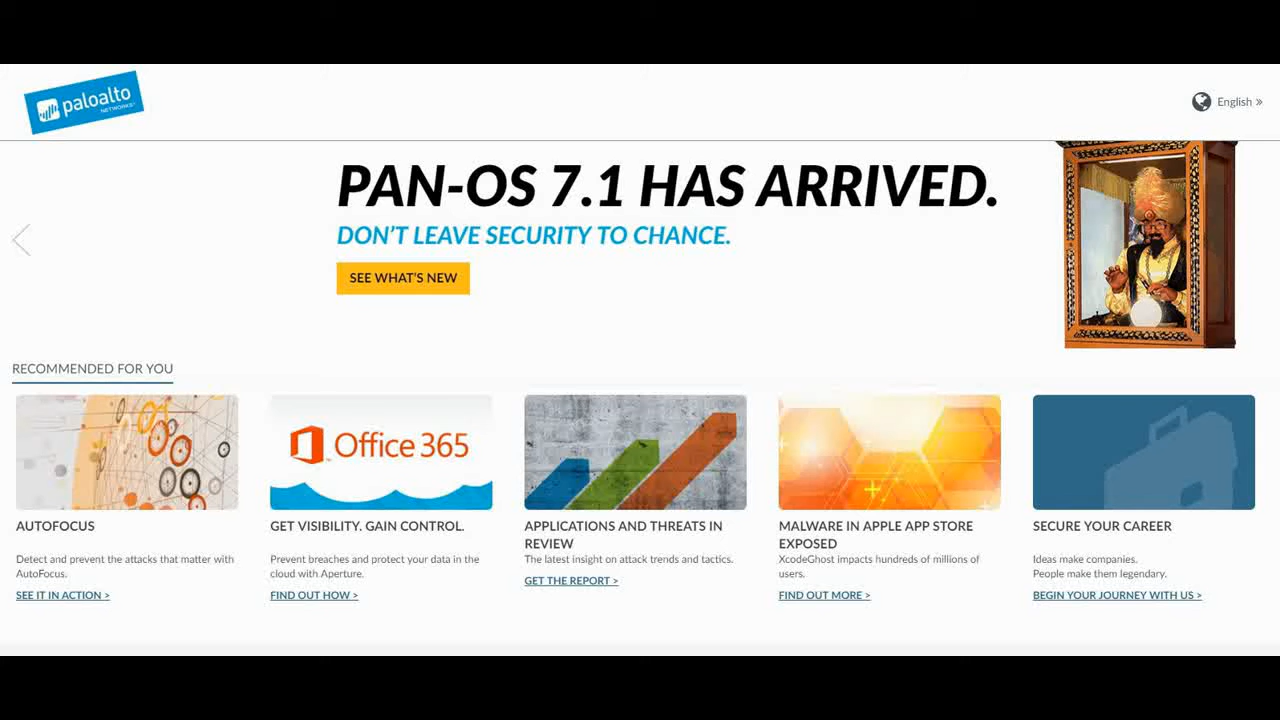 paloalto
NETWORKS
English »
PAN-OS 7.1 HAS ARRIVED.
DON'T LEAVE SECURITY TO CHANCE.
SEE WHAT'S NEW
RECOMMENDED FOR YOU
Office 365
AUTOFOCUS
Detect and prevent the attacks that matter with
AutoFocus.
SEE IT IN ACTION >
GET VISIBILITY. GAIN CONTROL.
Prevent breaches and protect your data in the
cloud with Aperture.
FIND OUT HOW >
APPLICATIONS AND THREATS IN
REVIEW
The latest insight on attack trends and tactics.
GET THE REPORT >
MALWARE IN APPLE APP STORE
EXPOSED
XcodeGhost impacts hundreds of millions of
users.
FIND OUT MORE >
SECURE YOUR CAREER
Ideas make companies.
People make them legendary.
BEGIN YOUR JOURNEY WITH US >